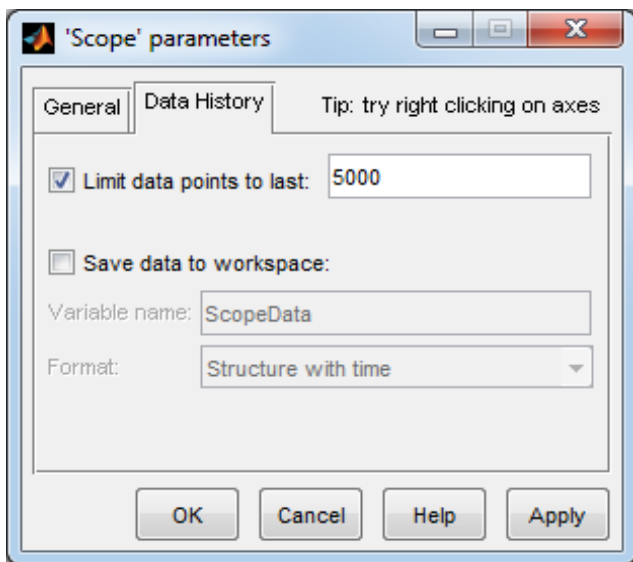 'Scope' parameters
General Data History Tip: try right clicking on axes
Limit data points to last: 5000
Save data to workspace:
Variable name: ScopeData
Format: Structure with time
OK Cancel Help Apply